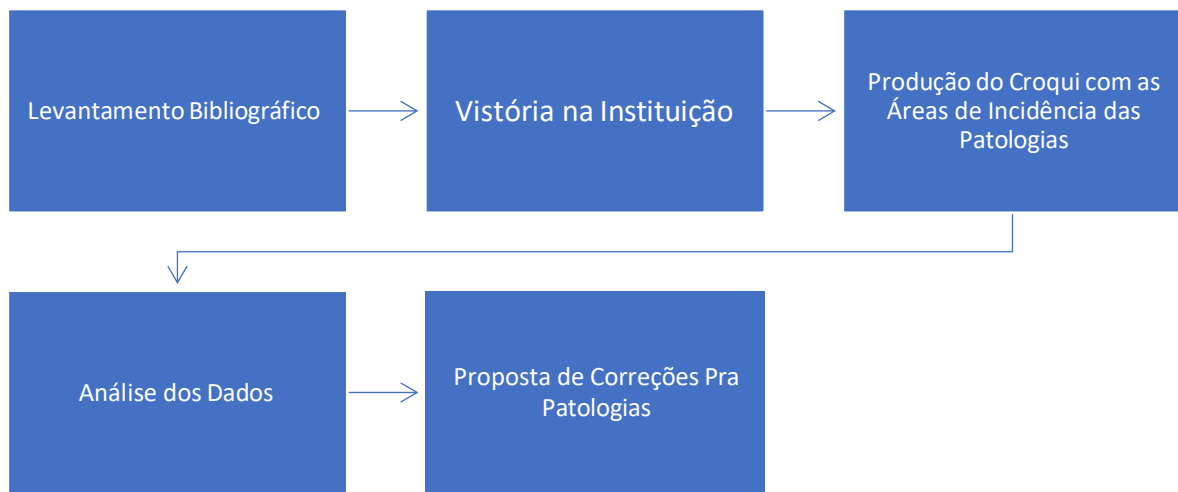 Levantamento Bibliográfico
Vistória na Instituição
Produção do Croqui com as
Áreas de Incidência das
Patologias
Análise dos Dados
Proposta de Correções Pra
Patologias